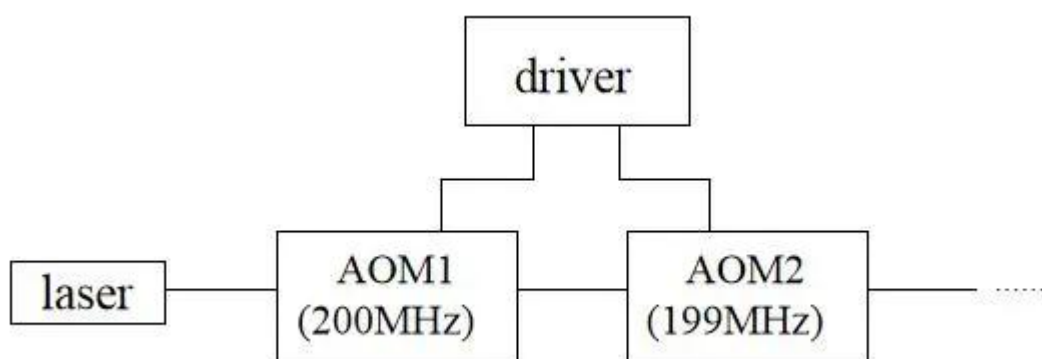 driver
laser
AOM1
(200MHz)
AOM2
(199MHz)